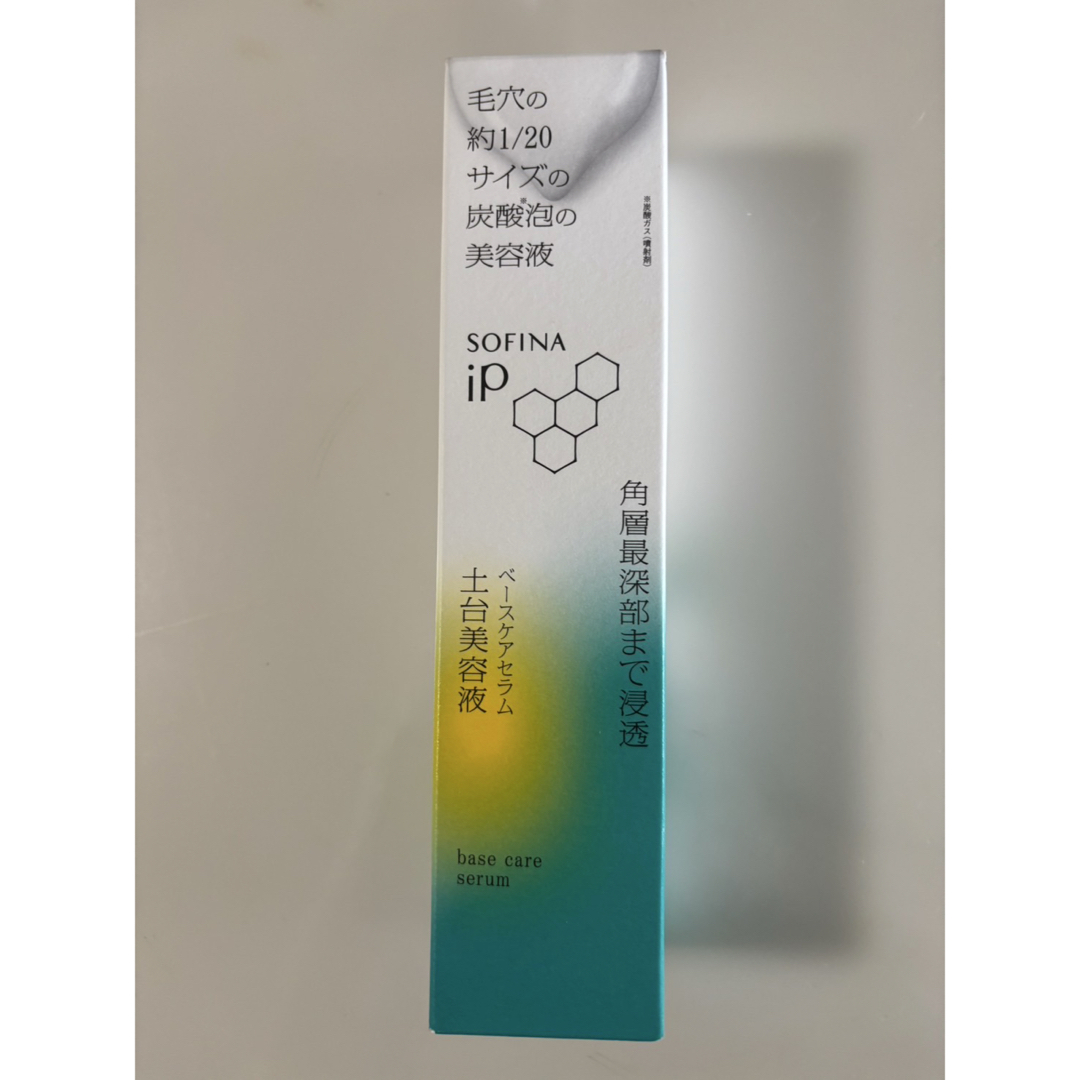 毛穴の
約1/20
サイズの
炭酸※泡の
美容液
※炭酸ガス(噴射剤)
SOFINA
iP
角層最深部まで浸透
ベースケアセラム
土台美容液
base care
serum